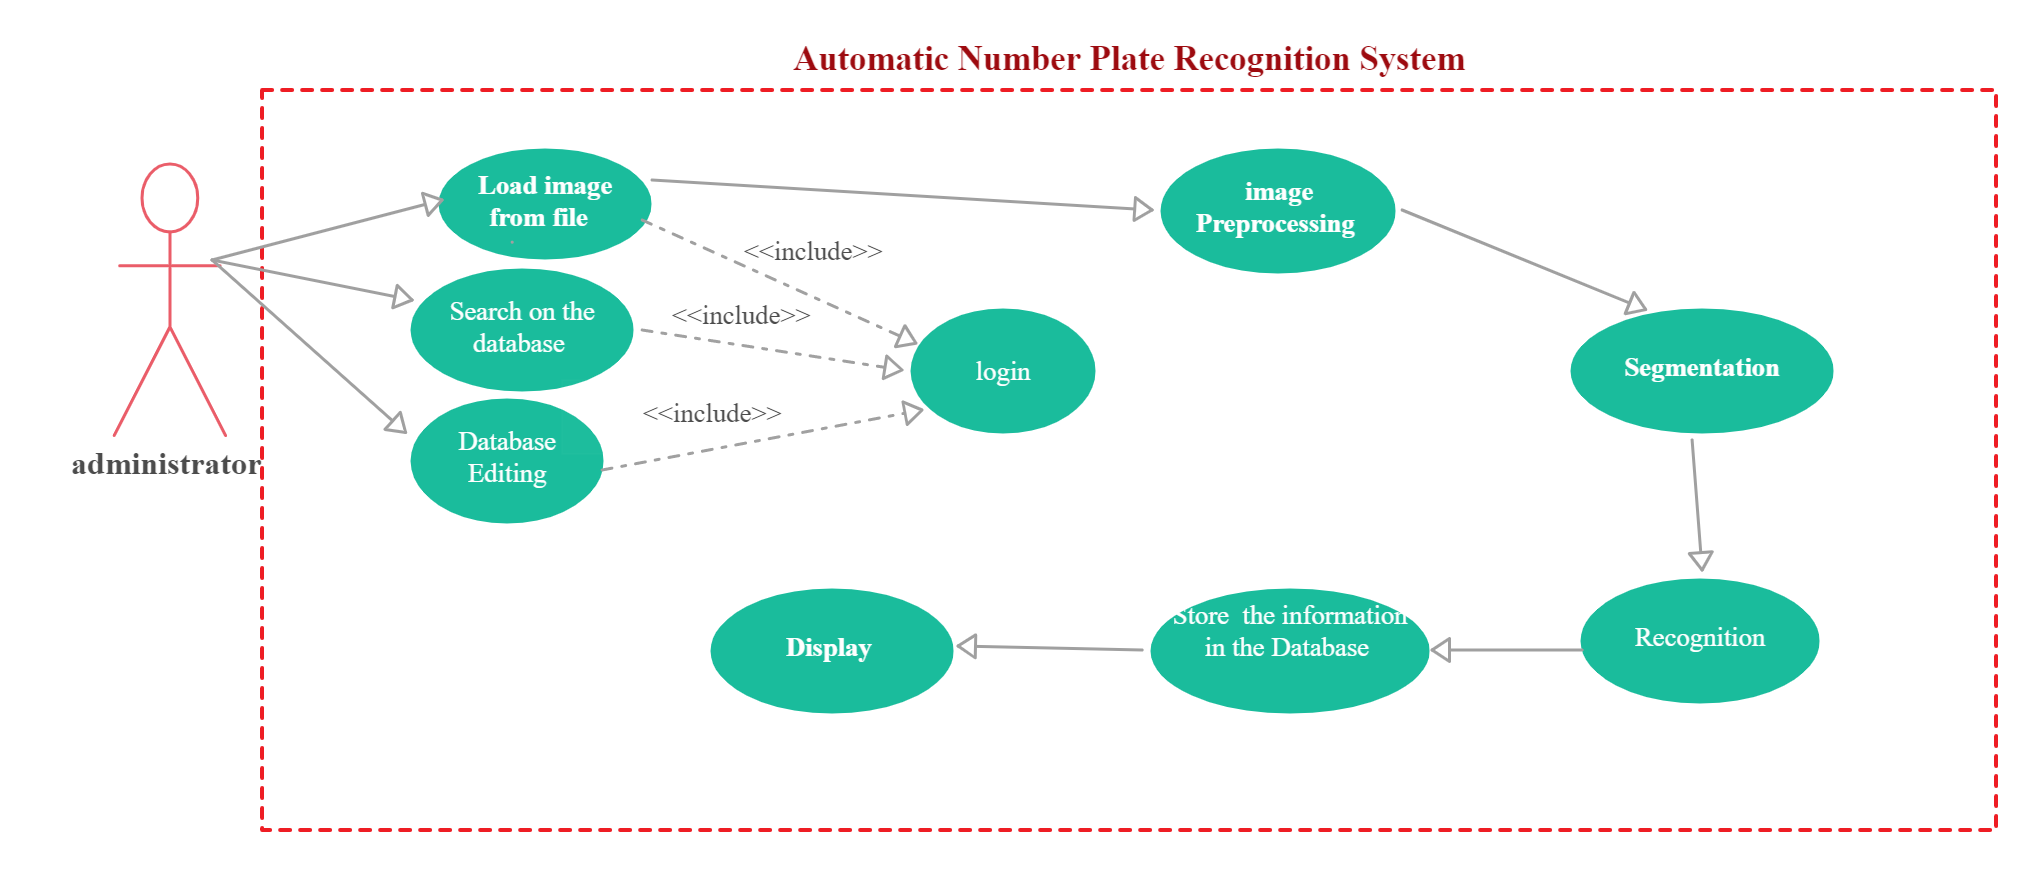 Automatic Number Plate Recognition System
Load image
from file
image
Preprocessing
<<include>>
Search on the
database
<<include>>
login
Segmentation
<<include>>
Database
Editing
administrator
Display
Store the information
in the Database
Recognition